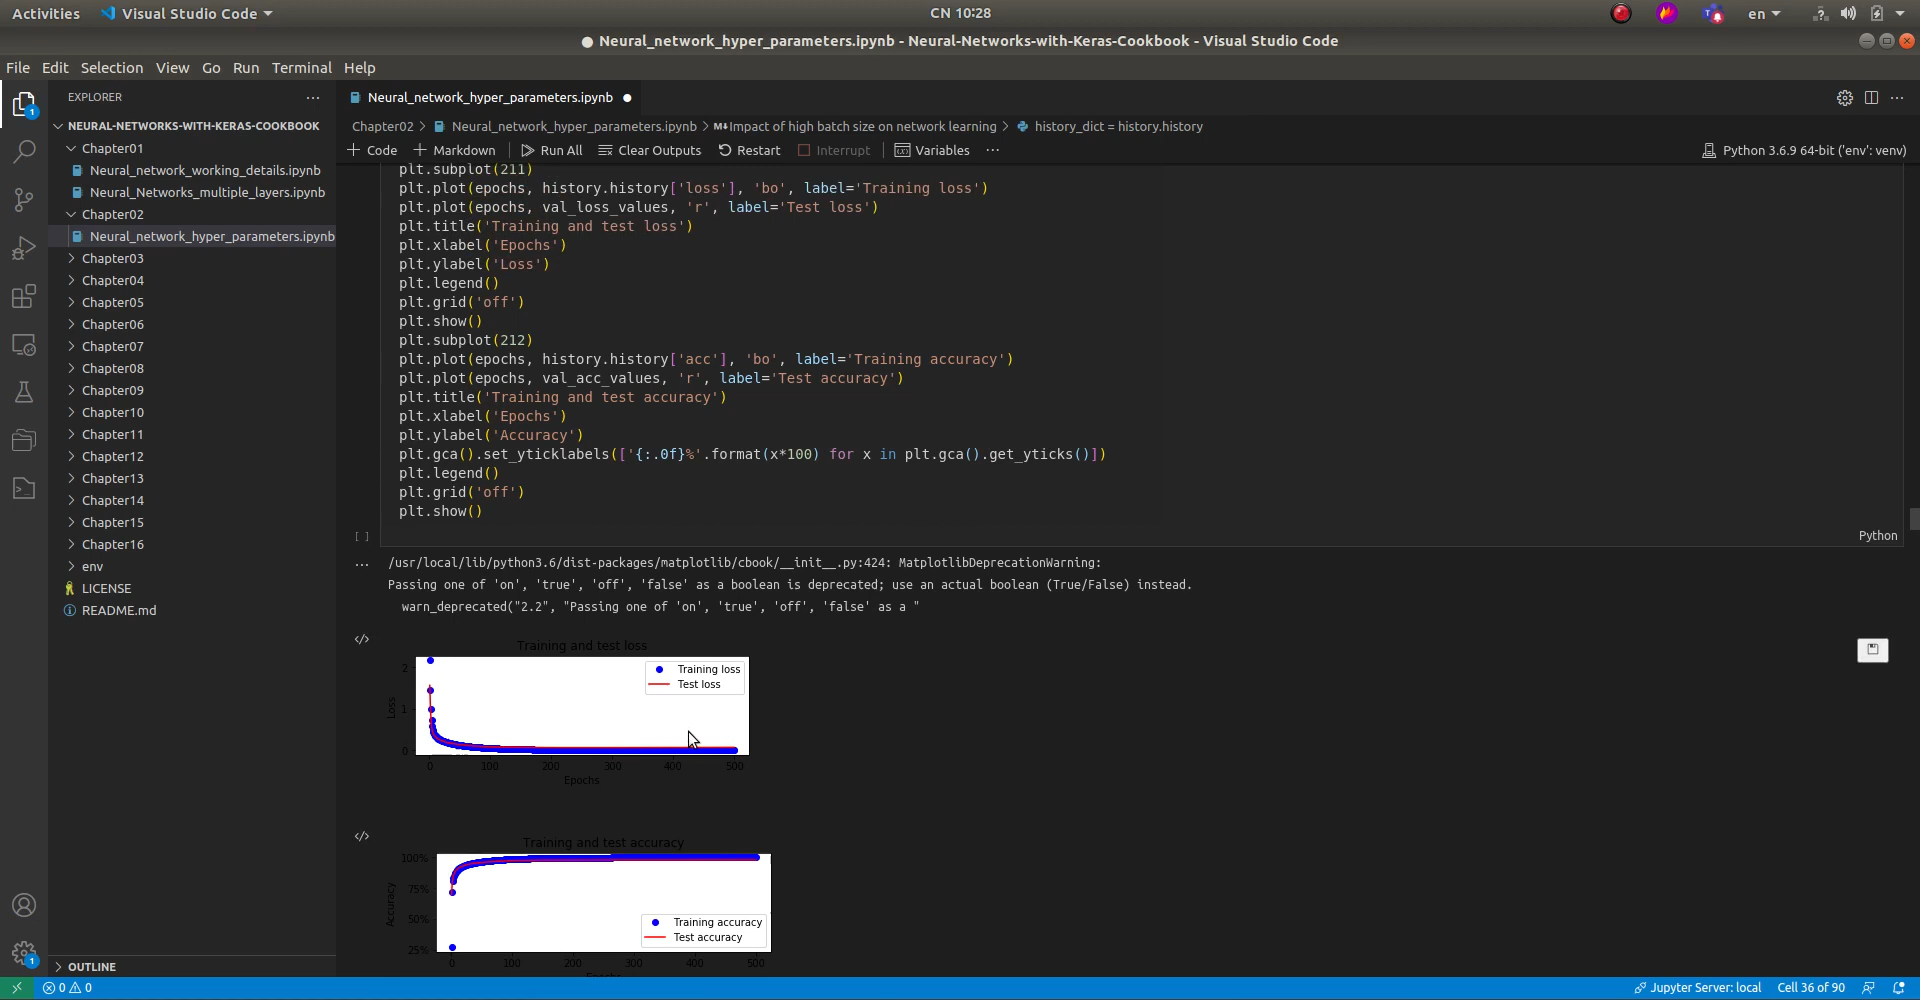 Activities Visual Studio Code CN 10:28 en
● Neural_network_hyper_parameters.ipynb - Neural-Networks-with-Keras-Cookbook - Visual Studio Code
File Edit Selection View Go Run Terminal Help
EXPLORER ...
NEURAL-NETWORKS-WITH-KERAS-COOKBOOK
Chapter01
Neural_network_working_details.ipynb
Neural_Networks_multiple_layers.ipynb
Chapter02
Neural_network_hyper_parameters.ipynb
Chapter03
Chapter04
Chapter05
Chapter06
Chapter07
Chapter08
Chapter09
Chapter10
Chapter11
Chapter12
Chapter13
Chapter14
Chapter15
Chapter16
env
LICENSE
README.md
OUTLINE
1
1
Neural_network_hyper_parameters.ipynb ●
Chapter02 > Neural_network_hyper_parameters.ipynb > M↓Impact of high batch size on network learning > history_dict = history.history
+ Code + Markdown Run All Clear Outputs Restart Interrupt Variables ... Python 3.6.9 64-bit ('env': venv)
plt.subplot(211)
plt.plot(epochs, history.history['loss'], 'bo', label='Training loss')
plt.plot(epochs, val_loss_values, 'r', label='Test loss')
plt.title('Training and test loss')
plt.xlabel('Epochs')
plt.ylabel('Loss')
plt.legend()
plt.grid('off')
plt.show()
plt.subplot(212)
plt.plot(epochs, history.history['acc'], 'bo', label='Training accuracy')
plt.plot(epochs, val_acc_values, 'r', label='Test accuracy')
plt.title('Training and test accuracy')
plt.xlabel('Epochs')
plt.ylabel('Accuracy')
plt.gca().set_yticklabels(['{:.0f}%'.format(x*100) for x in plt.gca().get_yticks()])
plt.legend()
plt.grid('off')
plt.show()
[ ] Python
... /usr/local/lib/python3.6/dist-packages/matplotlib/cbook/__init__.py:424: MatplotlibDeprecationWarning:
Passing one of 'on', 'true', 'off', 'false' as a boolean is deprecated; use an actual boolean (True/False) instead.
warn_deprecated("2.2", "Passing one of 'on', 'true', 'off', 'false' as a "
</>
Training and test loss
Training loss
Test loss
Loss
2
1
0
0 100 200 300 400 500
Epochs
</>
Training and test accuracy
100%
75%
50%
25%
Accuracy
Training accuracy
Test accuracy
0 100 200 300 400 500
Epochs
0 0 Jupyter Server: local Cell 36 of 90